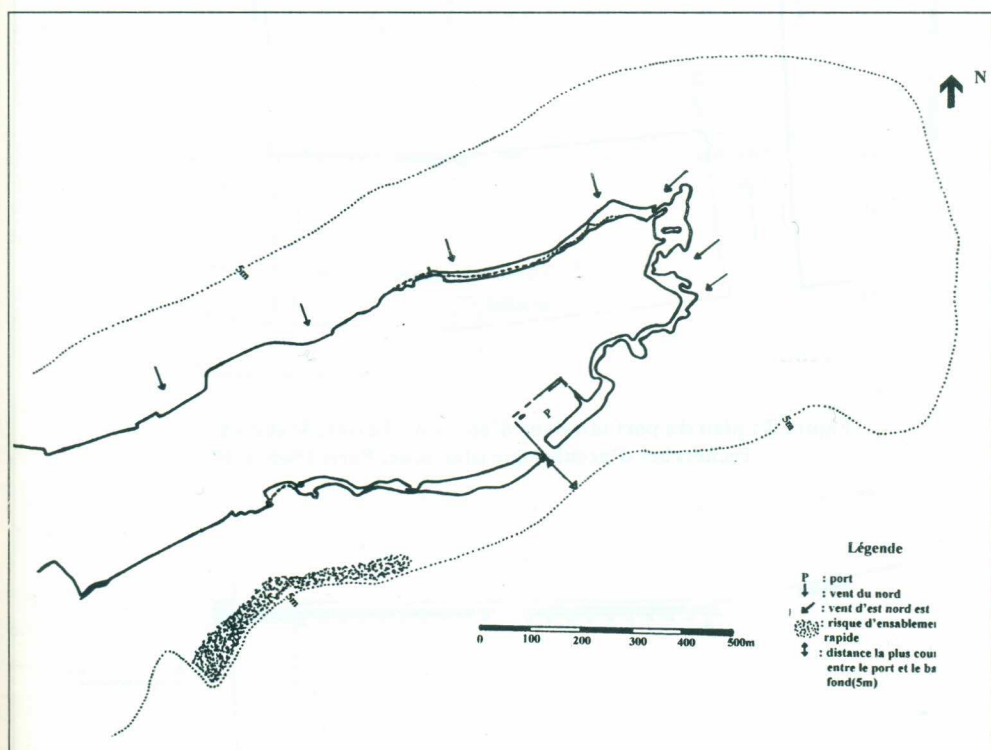 N
5m
P
5m
5m
0 100 200 300 400 500m
Légende
P : port
: vent du nord
: vent d'est nord est
: risque d'ensableme
rapide
: distance la plus cour
entre le port et le ba
fond(5m)